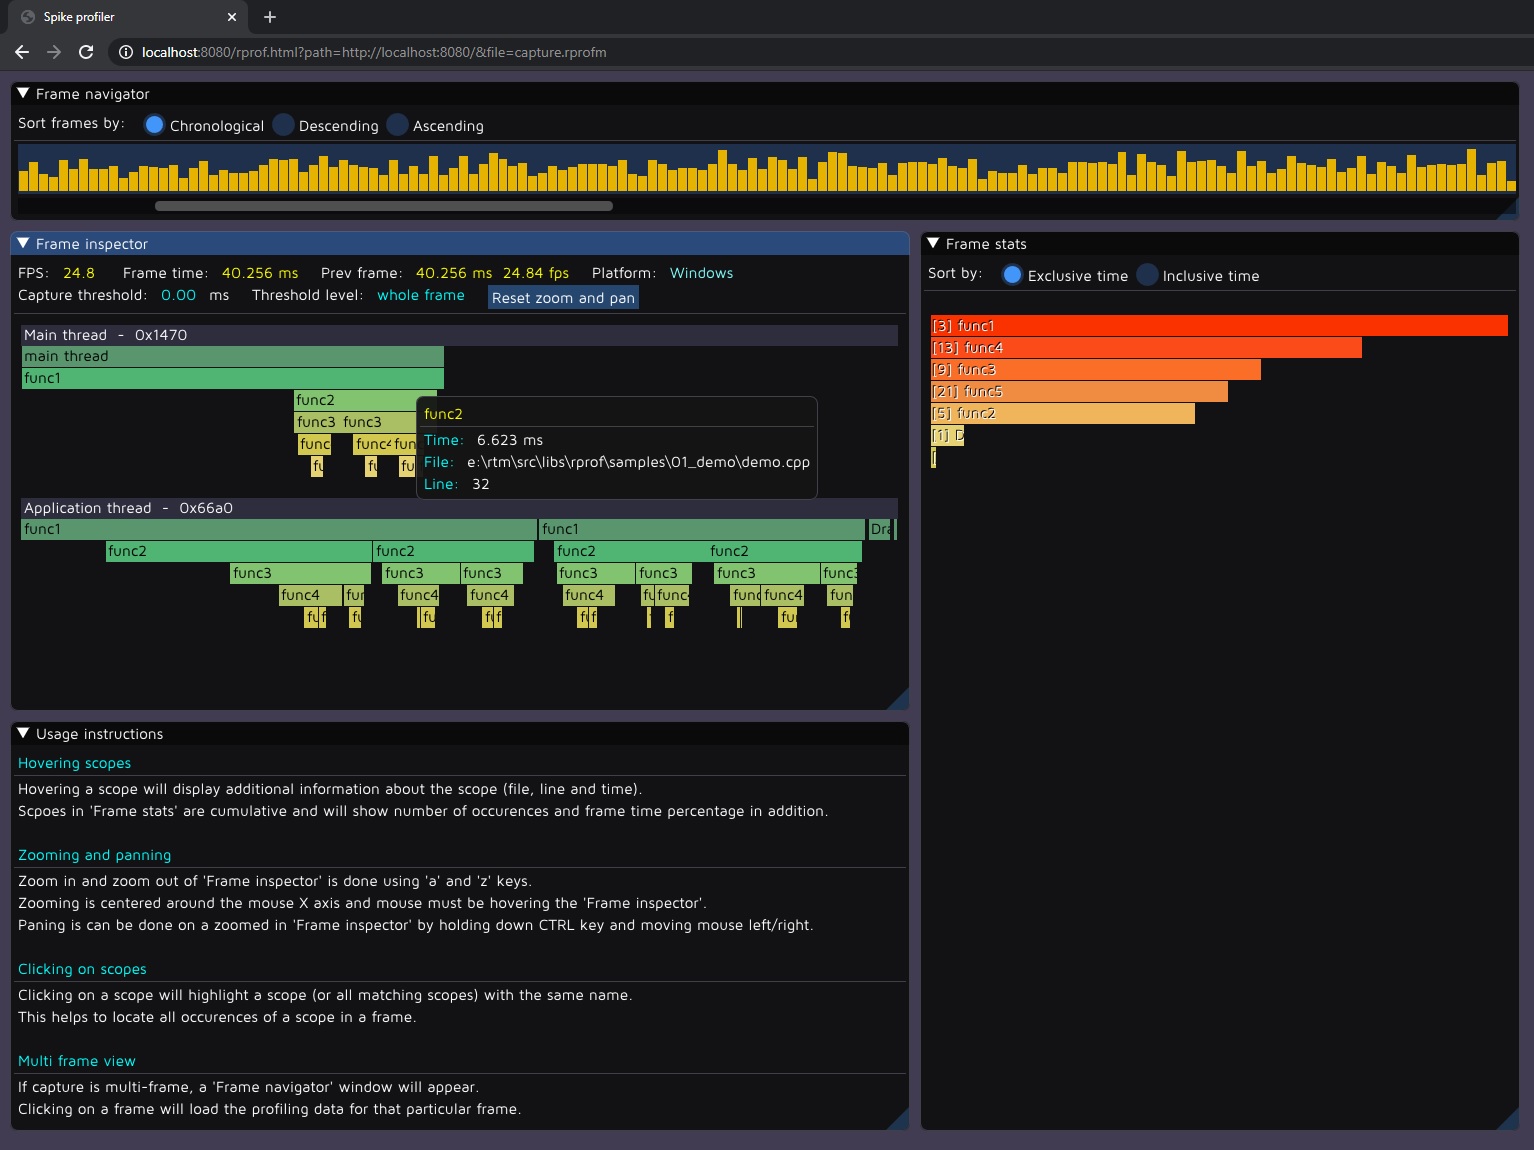 Spike profiler
localhost:8080/rprof.html?path=http://localhost:8080/&file=capture.rprofm
Frame navigator
Sort frames by: Chronological Descending Ascending
Frame inspector
FPS: 24.8 Frame time: 40.256 ms Prev frame: 40.256 ms 24.84 fps Platform: Windows
Capture threshold: 0.00 ms Threshold level: whole frame Reset zoom and pan
Main thread - 0x1470
main thread
func1
func2
func3 func3
func func4 fun
fu fu fu
func2
Time: 6.623 ms
File: e:\rtm\src\libs\rprof\samples\01_demo\demo.cpp
Line: 32
Application thread - 0x66a0
func1 func1 Dra
func2 func2 func2 func2
func3 func3 func3 func3 func3 func3 func3
func4 fun func4 func4 func4 fu func4 func func4 fun
Frame stats
Sort by: Exclusive time Inclusive time
[3] func1
[13] func4
[9] func3
[21] func5
[5] func2
[1] D
[
Usage instructions
Hovering scopes
Hovering a scope will display additional information about the scope (file, line and time).
Scpoes in 'Frame stats' are cumulative and will show number of occurences and frame time percentage in addition.
Zooming and panning
Zoom in and zoom out of 'Frame inspector' is done using 'a' and 'z' keys.
Zooming is centered around the mouse X axis and mouse must be hovering the 'Frame inspector'.
Paning is can be done on a zoomed in 'Frame inspector' by holding down CTRL key and moving mouse left/right.
Clicking on scopes
Clicking on a scope will highlight a scope (or all matching scopes) with the same name.
This helps to locate all occurences of a scope in a frame.
Multi frame view
If capture is multi-frame, a 'Frame navigator' window will appear.
Clicking on a frame will load the profiling data for that particular frame.